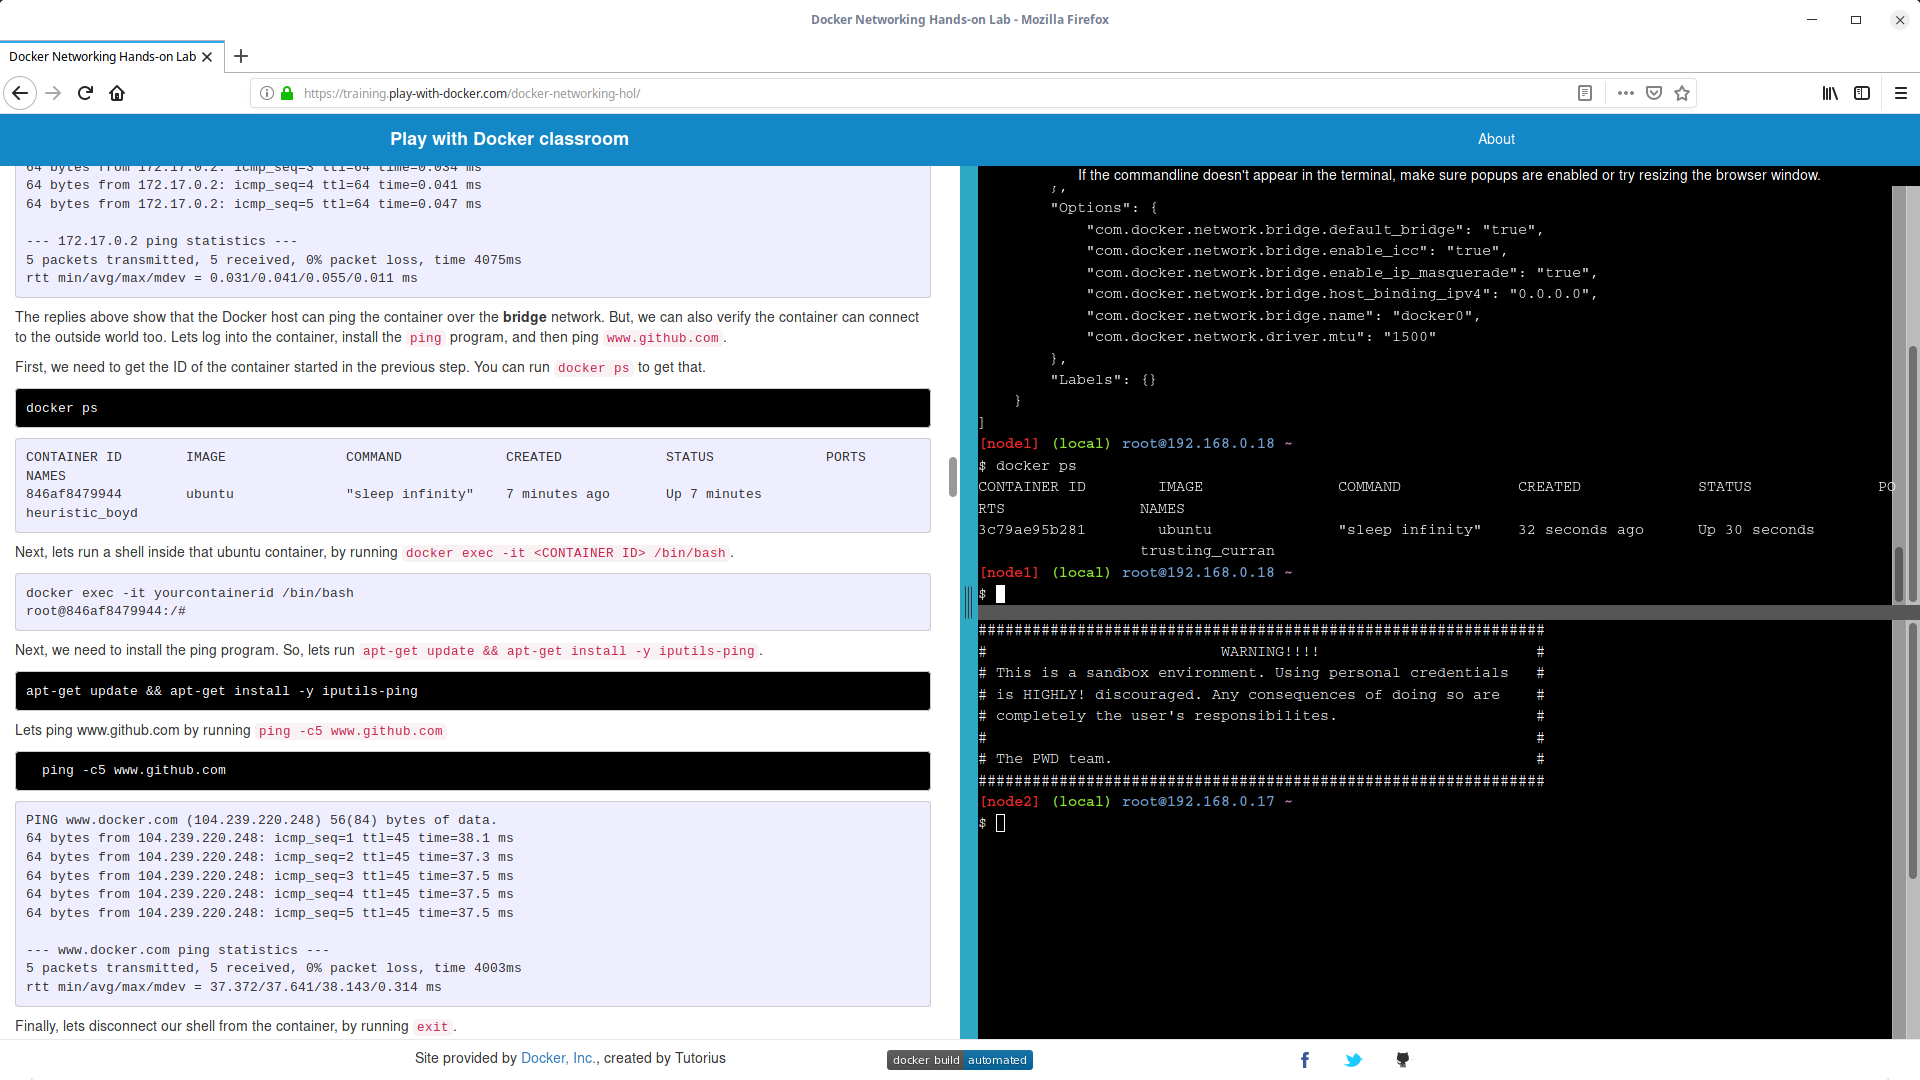 Docker Networking Hands-on Lab - Mozilla Firefox
Docker Networking Hands-on Lab
https://training.play-with-docker.com/docker-networking-hol/
Play with Docker classroom
About
64 bytes from 172.17.0.2: icmp_seq=3 ttl=64 time=0.034 ms
64 bytes from 172.17.0.2: icmp_seq=4 ttl=64 time=0.041 ms
64 bytes from 172.17.0.2: icmp_seq=5 ttl=64 time=0.047 ms
--- 172.17.0.2 ping statistics ---
5 packets transmitted, 5 received, 0% packet loss, time 4075ms
rtt min/avg/max/mdev = 0.031/0.041/0.055/0.011 ms
The replies above show that the Docker host can ping the container over the bridge network. But, we can also verify the container can connect
to the outside world too. Lets log into the container, install the ping program, and then ping www.github.com.
First, we need to get the ID of the container started in the previous step. You can run docker ps to get that.
docker ps
CONTAINER ID        IMAGE               COMMAND             CREATED             STATUS              PORTS
NAMES
846af8479944        ubuntu              "sleep infinity"    7 minutes ago       Up 7 minutes
heuristic_boyd
Next, lets run a shell inside that ubuntu container, by running docker exec -it <CONTAINER ID> /bin/bash.
docker exec -it yourcontainerid /bin/bash
root@846af8479944:/#
Next, we need to install the ping program. So, lets run apt-get update && apt-get install -y iputils-ping.
apt-get update && apt-get install -y iputils-ping
Lets ping www.github.com by running ping -c5 www.github.com
ping -c5 www.github.com
PING www.docker.com (104.239.220.248) 56(84) bytes of data.
64 bytes from 104.239.220.248: icmp_seq=1 ttl=45 time=38.1 ms
64 bytes from 104.239.220.248: icmp_seq=2 ttl=45 time=37.3 ms
64 bytes from 104.239.220.248: icmp_seq=3 ttl=45 time=37.5 ms
64 bytes from 104.239.220.248: icmp_seq=4 ttl=45 time=37.5 ms
64 bytes from 104.239.220.248: icmp_seq=5 ttl=45 time=37.5 ms
--- www.docker.com ping statistics ---
5 packets transmitted, 5 received, 0% packet loss, time 4003ms
rtt min/avg/max/mdev = 37.372/37.641/38.143/0.314 ms
Finally, lets disconnect our shell from the container, by running exit.
If the commandline doesn't appear in the terminal, make sure popups are enabled or try resizing the browser window.
},
"Options": {
"com.docker.network.bridge.default_bridge": "true",
"com.docker.network.bridge.enable_icc": "true",
"com.docker.network.bridge.enable_ip_masquerade": "true",
"com.docker.network.bridge.host_binding_ipv4": "0.0.0.0",
"com.docker.network.bridge.name": "docker0",
"com.docker.network.driver.mtu": "1500"
},
"Labels": {}
}
]
[node1] (local) root@192.168.0.18 ~
$ docker ps
CONTAINER ID        IMAGE               COMMAND             CREATED             STATUS              PO
RTS               NAMES
3c79ae95b281        ubuntu              "sleep infinity"    32 seconds ago      Up 30 seconds
trusting_curran
[node1] (local) root@192.168.0.18 ~
$
###############################################################
#                          WARNING!!!!                        #
# This is a sandbox environment. Using personal credentials   #
# is HIGHLY! discouraged. Any consequences of doing so are    #
# completely the user's responsibilites.                      #
#                                                             #
# The PWD team.                                               #
###############################################################
[node2] (local) root@192.168.0.17 ~
$
Site provided by Docker, Inc., created by Tutorius
docker build automated